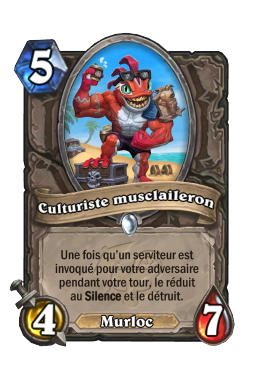 5
Culturiste musclaileron
Une fois qu'un serviteur est
invoqué pour votre adversaire
pendant votre tour, le réduit
au Silence et le détruit.
4
Murloc
7